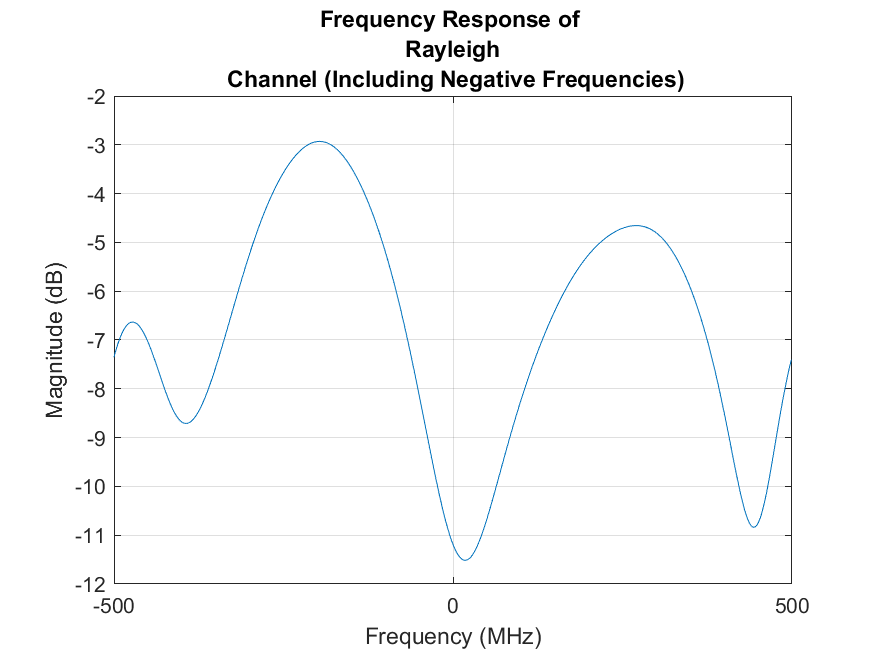 Frequency Response of
Rayleigh
Channel (Including Negative Frequencies)
-2
-3
-4
-5
-6
-7
-8
-9
-10
-11
-12
Magnitude (dB)
-500
0
500
Frequency (MHz)